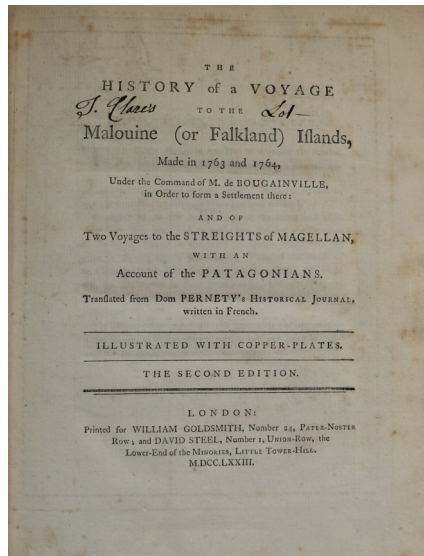 THE
HISTORY of a VOYAGE
TO THE
Malouine (or Falkland) Iſlands,
Made in 1763 and 1764,
Under the Command of M. de BOUGAINVILLE,
in Order to form a Settlement there:
AND OF
Two Voyages to the STREIGHTS of MAGELLAN,
WITH AN
Account of the PATAGONIANS.
Tranſlated from Dom PERNETY's HISTORICAL JOURNAL,
written in French.
ILLUSTRATED WITH COPPER-PLATES.
THE SECOND EDITION.
LONDON:
Printed for WILLIAM GOLDSMITH, Number 24, PATER-NOSTER
ROW; and DAVID STEEL, Number 1, UNION-ROW, the
Lower-End of the MINORIES, LITTLE TOWER-HILL.
M.DCC.LXXIII.